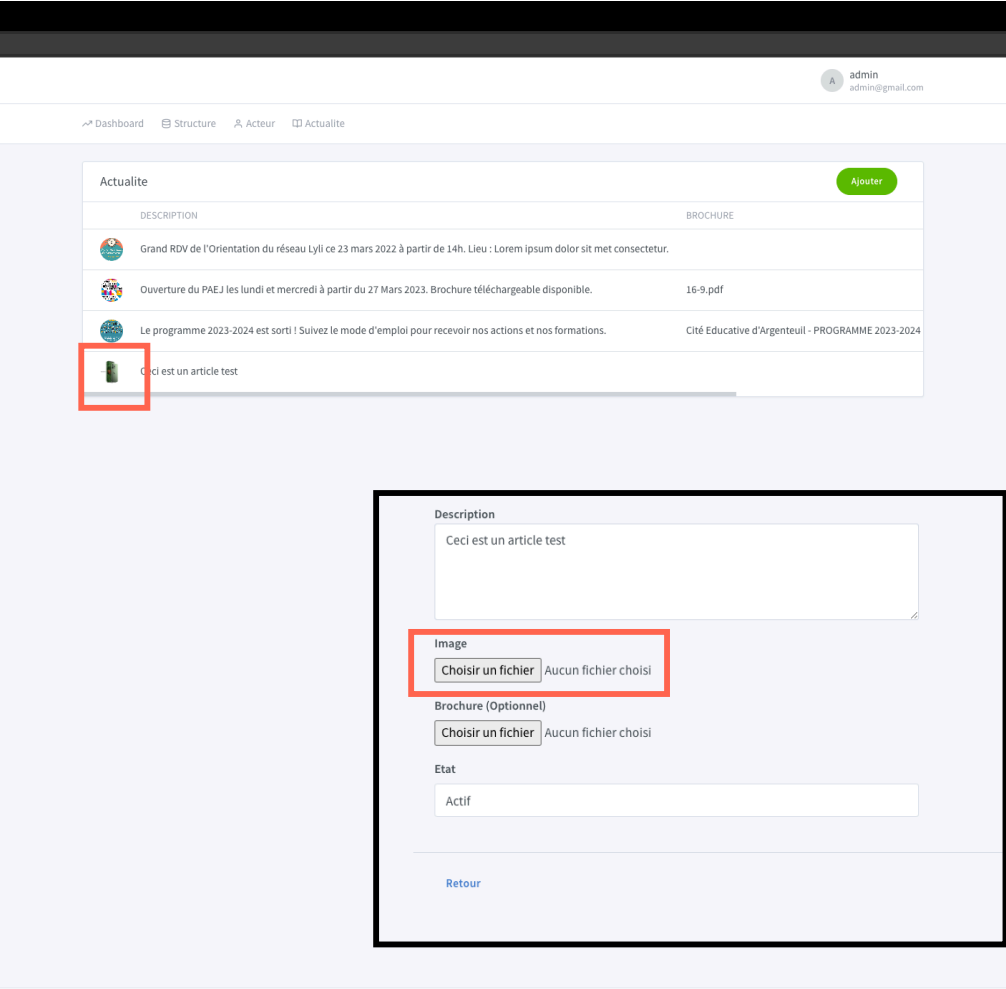 A
admin
admin@gmail.com
Dashboard Structure Acteur Actualite
Actualite
Ajouter
DESCRIPTION BROCHURE
Grand RDV de l'Orientation du réseau Lyli ce 23 mars 2022 à partir de 14h. Lieu : Lorem ipsum dolor sit met consectetur.
Ouverture du PAEJ les lundi et mercredi à partir du 27 Mars 2023. Brochure téléchargeable disponible. 16-9.pdf
Le programme 2023-2024 est sorti ! Suivez le mode d'emploi pour recevoir nos actions et nos formations. Cité Educative d'Argenteuil - PROGRAMME 2023-2024
Ceci est un article test
Description
Ceci est un article test
Image
Choisir un fichier Aucun fichier choisi
Brochure (Optionnel)
Choisir un fichier Aucun fichier choisi
Etat
Actif
Retour